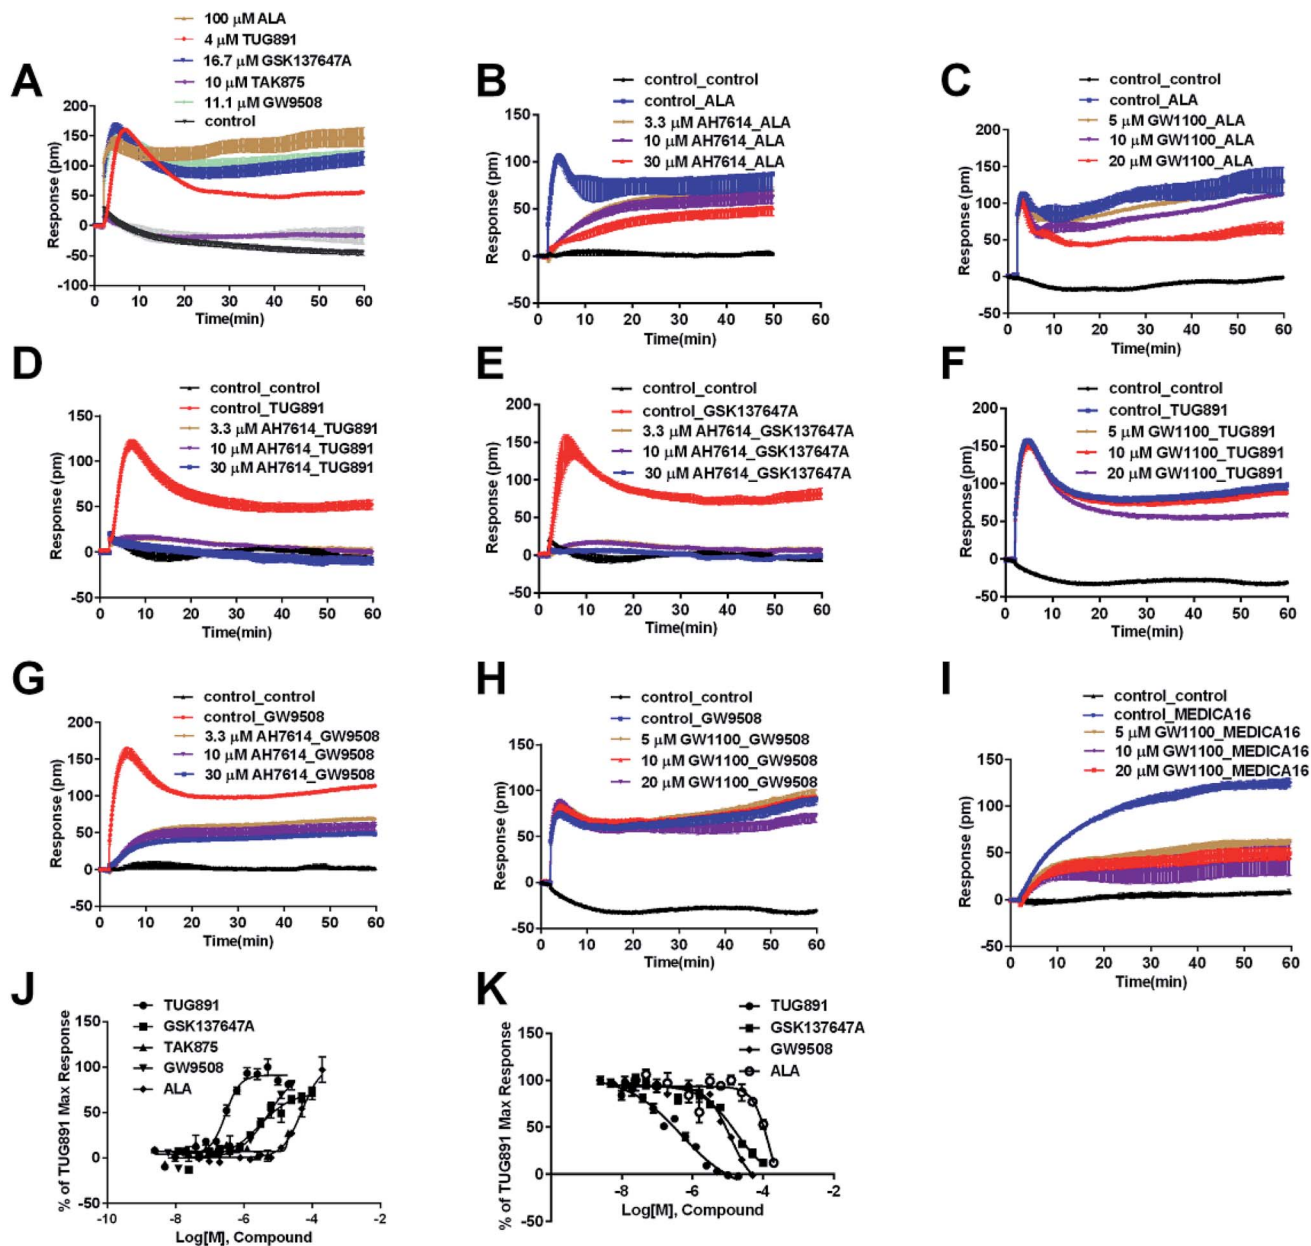 A
100 μM ALA
4 μM TUG891
16.7 μM GSK137647A
10 μM TAK875
11.1 μM GW9508
control
Response (pm)
200
150
100
50
0
-50
-100
0 10 20 30 40 50 60
Time(min)
B
control_control
control_ALA
3.3 μM AH7614_ALA
10 μM AH7614_ALA
30 μM AH7614_ALA
Response (pm)
150
100
50
0
-50
0 10 20 30 40 50 60
Time(min)
C
control_control
control_ALA
5 μM GW1100_ALA
10 μM GW1100_ALA
20 μM GW1100_ALA
Response (pm)
200
150
100
50
0
-50
0 10 20 30 40 50 60
Time(min)
D
control_control
control_TUG891
3.3 μM AH7614_TUG891
10 μM AH7614_TUG891
30 μM AH7614_TUG891
Response (pm)
150
100
50
0
-50
0 10 20 30 40 50 60
Time(min)
E
control_control
control_GSK137647A
3.3 μM AH7614_GSK137647A
10 μM AH7614_GSK137647A
30 μM AH7614_GSK137647A
Response (pm)
200
150
100
50
0
-50
0 10 20 30 40 50 60
Time(min)
F
control_control
control_TUG891
5 μM GW1100_TUG891
10 μM GW1100_TUG891
20 μM GW1100_TUG891
Response (pm)
200
150
100
50
0
-50
0 10 20 30 40 50 60
Time(min)
G
control_control
control_GW9508
3.3 μM AH7614_GW9508
10 μM AH7614_GW9508
30 μM AH7614_GW9508
Response (pm)
200
150
100
50
0
-50
0 10 20 30 40 50 60
Time(min)
H
control_control
control_GW9508
5 μM GW1100_GW9508
10 μM GW1100_GW9508
20 μM GW1100_GW9508
Response (pm)
150
100
50
0
-50
0 10 20 30 40 50 60
Time(min)
I
control_control
control_MEDICA16
5 μM GW1100_MEDICA16
10 μM GW1100_MEDICA16
20 μM GW1100_MEDICA16
Response (pm)
150
100
50
0
-50
0 10 20 30 40 50 60
Time(min)
J
TUG891
GSK137647A
TAK875
GW9508
ALA
% of TUG891 Max Response
150
100
50
0
-50
-10 -8 -6 -4 -2
Log[M], Compound
K
TUG891
GSK137647A
GW9508
ALA
% of TUG891 Max Response
150
100
50
0
-50
-8 -6 -4 -2
Log[M], Compound